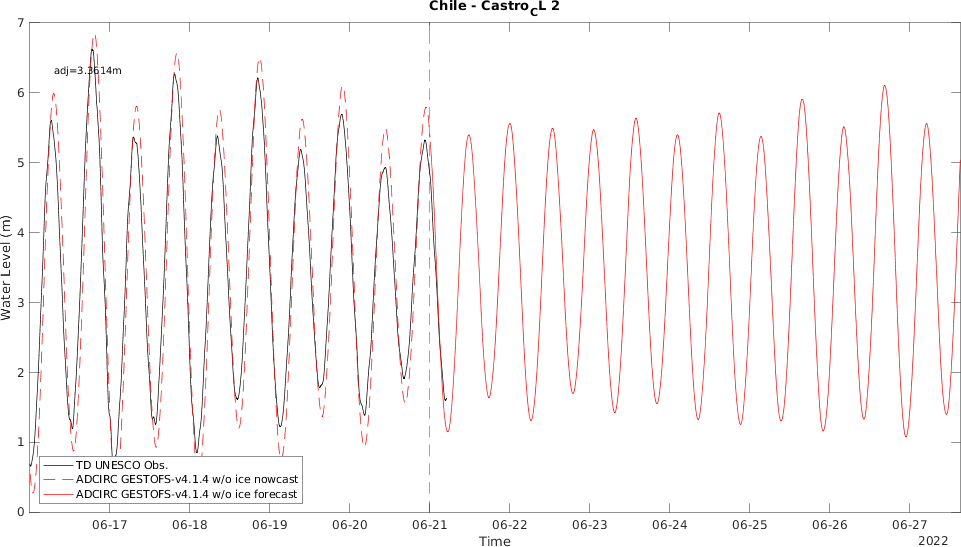 Chile - Castro_CL 2
7
adj=3.3614m
6
5
4
3
2
1
0
Water Level (m)
TD UNESCO Obs.
ADCIRC GESTOFS-v4.1.4 w/o ice nowcast
ADCIRC GESTOFS-v4.1.4 w/o ice forecast
06-17 06-18 06-19 06-20 06-21 06-22 06-23 06-24 06-25 06-26 06-27
Time
2022